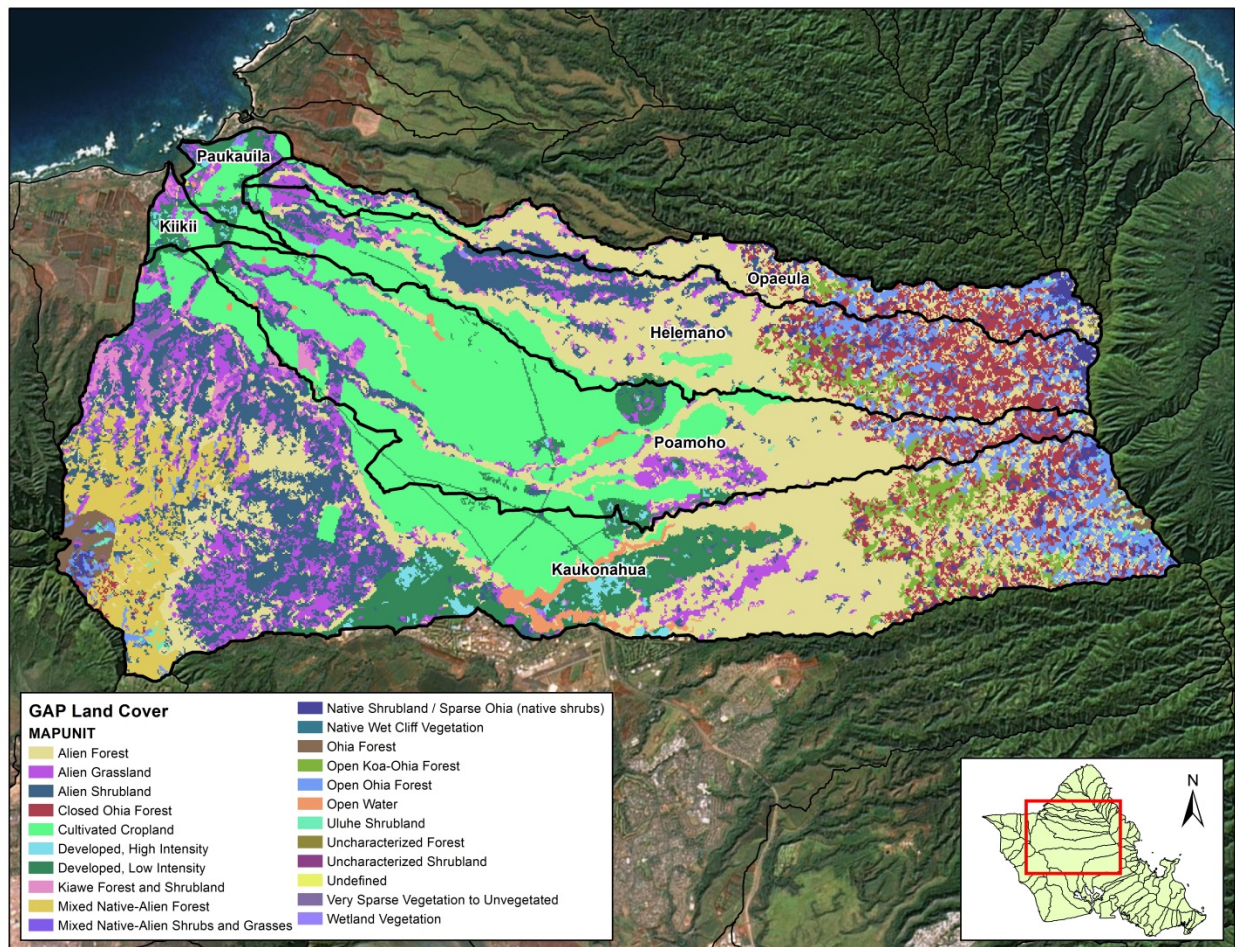 Paukauila
Kiikii
Opaeula
Helemano
Poamoho
Kaukonahua
GAP Land Cover
MAPUNIT
Alien Forest
Alien Grassland
Alien Shrubland
Closed Ohia Forest
Cultivated Cropland
Developed, High Intensity
Developed, Low Intensity
Kiawe Forest and Shrubland
Mixed Native-Alien Forest
Mixed Native-Alien Shrubs and Grasses
Native Shrubland / Sparse Ohia (native shrubs)
Native Wet Cliff Vegetation
Ohia Forest
Open Koa-Ohia Forest
Open Ohia Forest
Open Water
Uluhe Shrubland
Uncharacterized Forest
Uncharacterized Shrubland
Undefined
Very Sparse Vegetation to Unvegetated
Wetland Vegetation
N